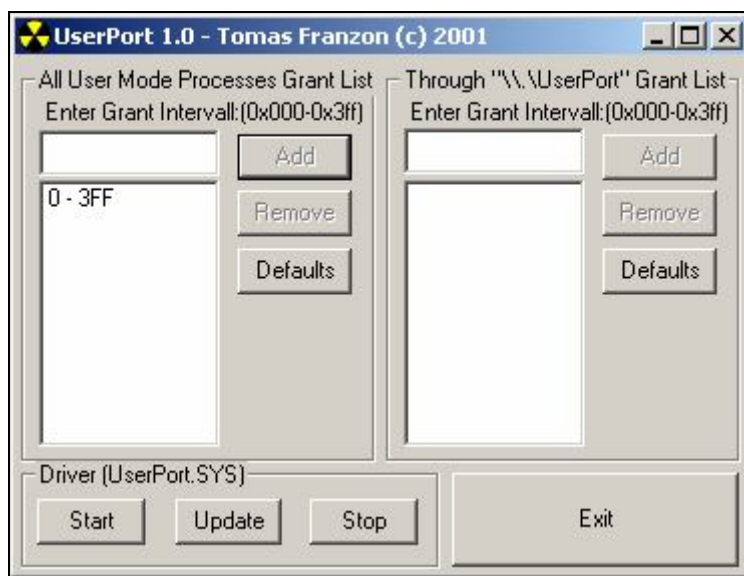 UserPort 1.0 - Tomas Franzon (c) 2001
All User Mode Processes Grant List
Enter Grant Intervall:(0x000-0x3ff)
Add
0 - 3FF
Remove
Defaults
Through "\\.\UserPort" Grant List
Enter Grant Intervall:(0x000-0x3ff)
Add
Remove
Defaults
Driver (UserPort.SYS)
Start
Update
Stop
Exit